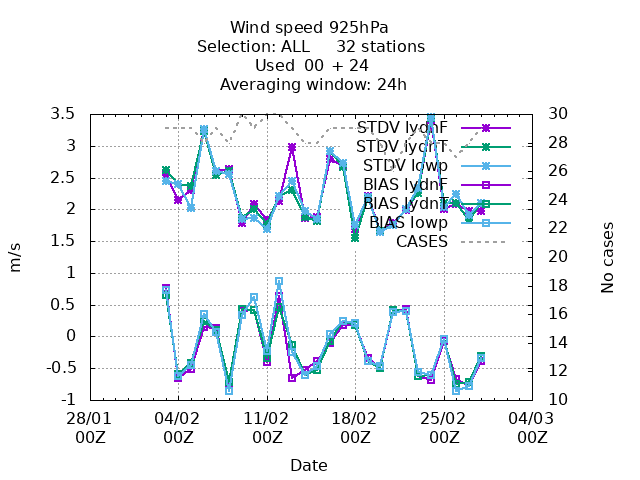 Wind speed 925hPa
Selection: ALL 32 stations
Used 00 + 24
Averaging window: 24h
3.5
3
2.5
2
1.5
1
0.5
0
-0.5
-1
m/s
30
28
26
24
22
20
18
16
14
12
10
No cases
STDV lydnF
STDV lydnT
STDV lowp
BIAS lydnF
BIAS lydnT
BIAS lowp
CASES
28/01 04/02 11/02 18/02 25/02 04/03
00Z 00Z 00Z 00Z 00Z 00Z
Date